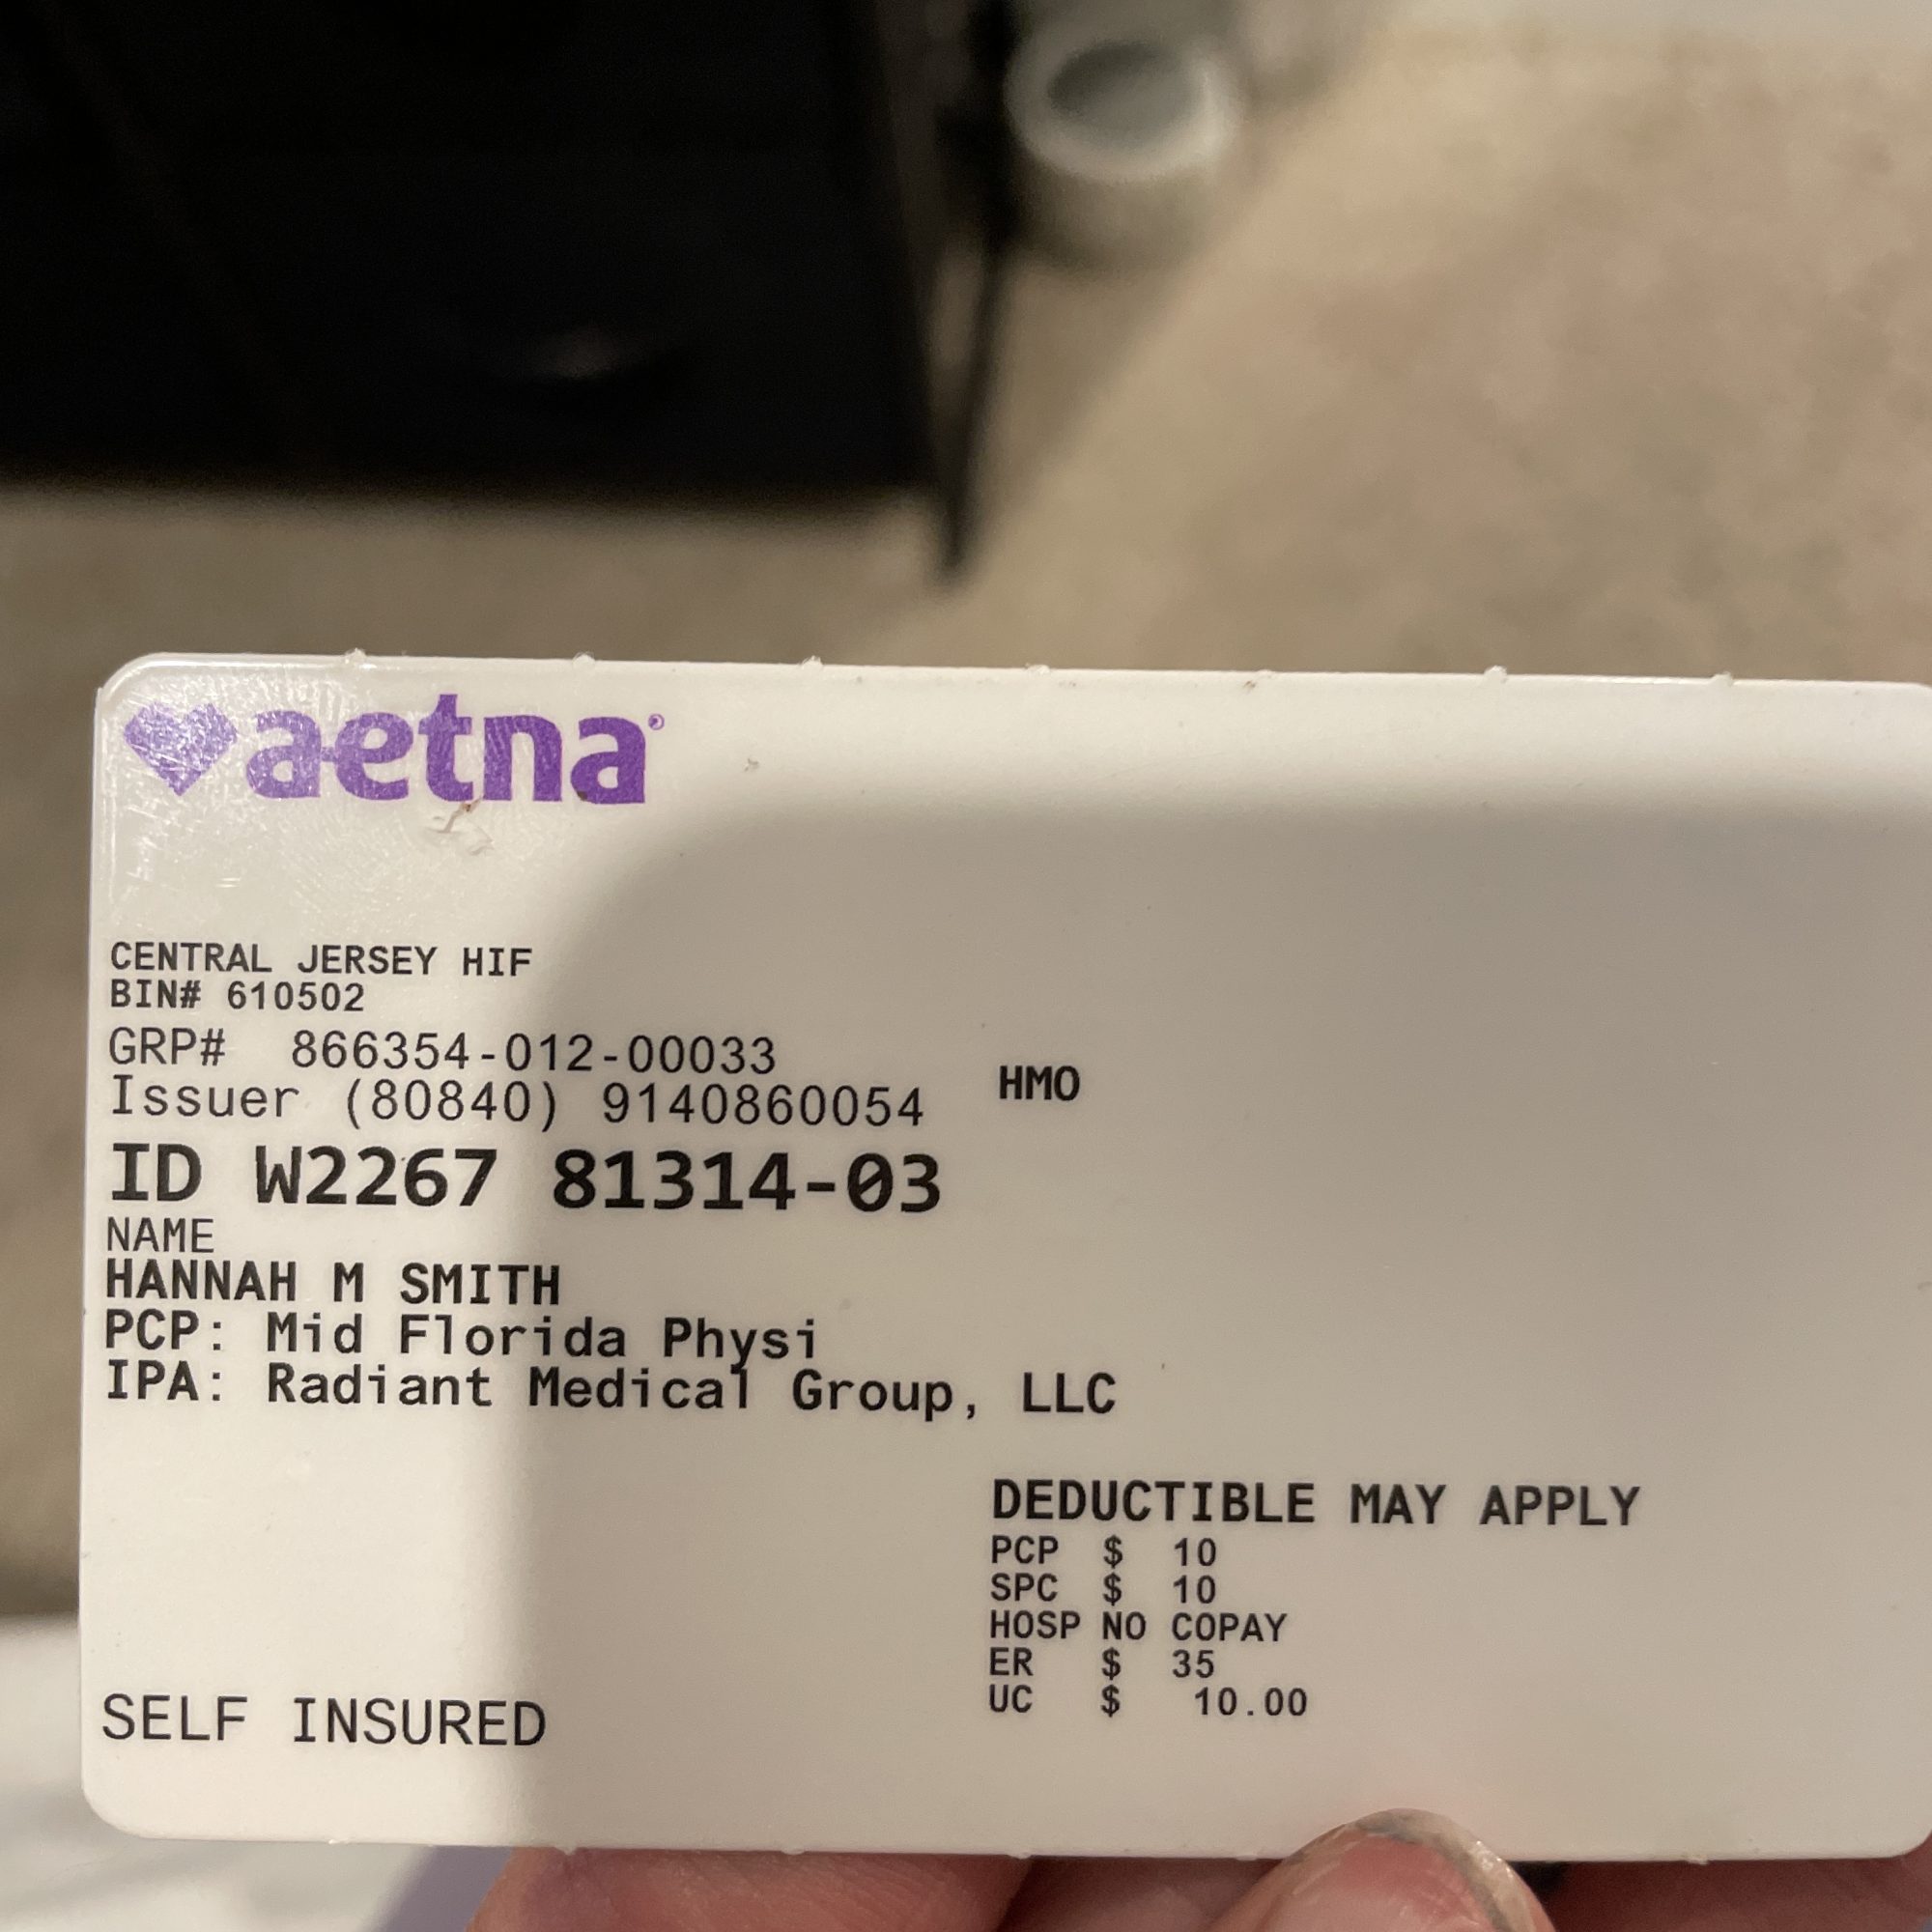 aetna®
CENTRAL JERSEY HIF
BIN# 610502
GRP# 866354-012-00033
Issuer (80840) 9140860054
HMO
ID W2267 81314-03
NAME
HANNAH M SMITH
PCP: Mid Florida Physi
IPA: Radiant Medical Group, LLC
DEDUCTIBLE MAY APPLY
PCP $ 10
SPC $ 10
HOSP NO COPAY
ER $ 35
UC $ 10.00
SELF INSURED